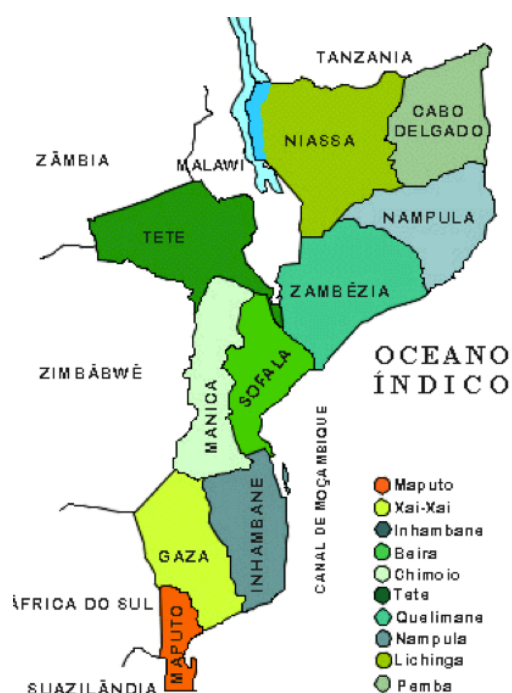 TANZANIA
CABO
DELGADO
NIASSA
ZÂMBIA
MALAWI
NAMPULA
TETE
ZAMBÉZIA
OCEANO
ÍNDICO
ZIMBÁBWÈ
SOFALA
MANICA
CANAL DE MOÇAMBIQUE
INHAMBANE
GAZA
ÁFRICA DO SUL
MAPUTO
SUAZILÂNDIA
Maputo
Xai-Xai
Inhambane
Beira
Chimoio
Tete
Quelimane
Nampula
Lichinga
Pemba